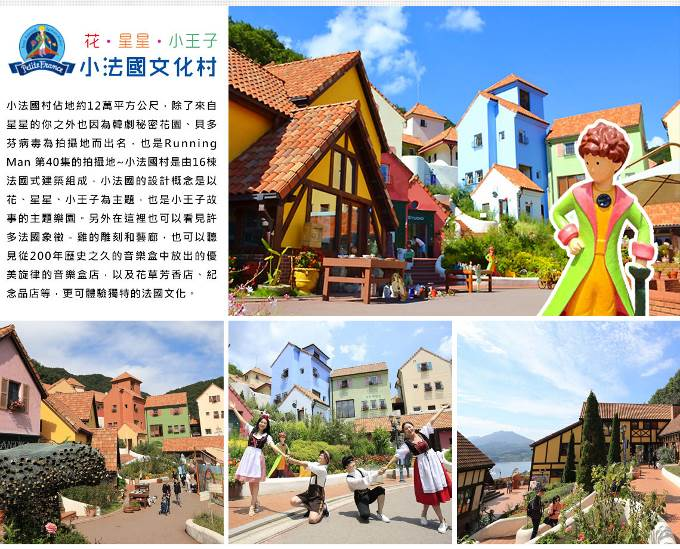 Petite France
花・星星・小王子
小法國文化村
小法國村佔地約12萬平方公尺，除了來自
星星的你之外也因為韓劇秘密花園、貝多
芬病毒為拍攝地而出名，也是Running
Man 第40集的拍攝地~小法國村是由16棟
法國式建築組成，小法國的設計概念是以
花、星星、小王子為主題，也是小王子故
事的主題樂園。另外在這裡也可以看見許
多法國象徵－雞的雕刻和藝廊，也可以聽
見從200年歷史之久的音樂盒中放出的優
美旋律的音樂盒店，以及花草芳香店、紀
念品店等，更可體驗獨特的法國文化。
STUDIO